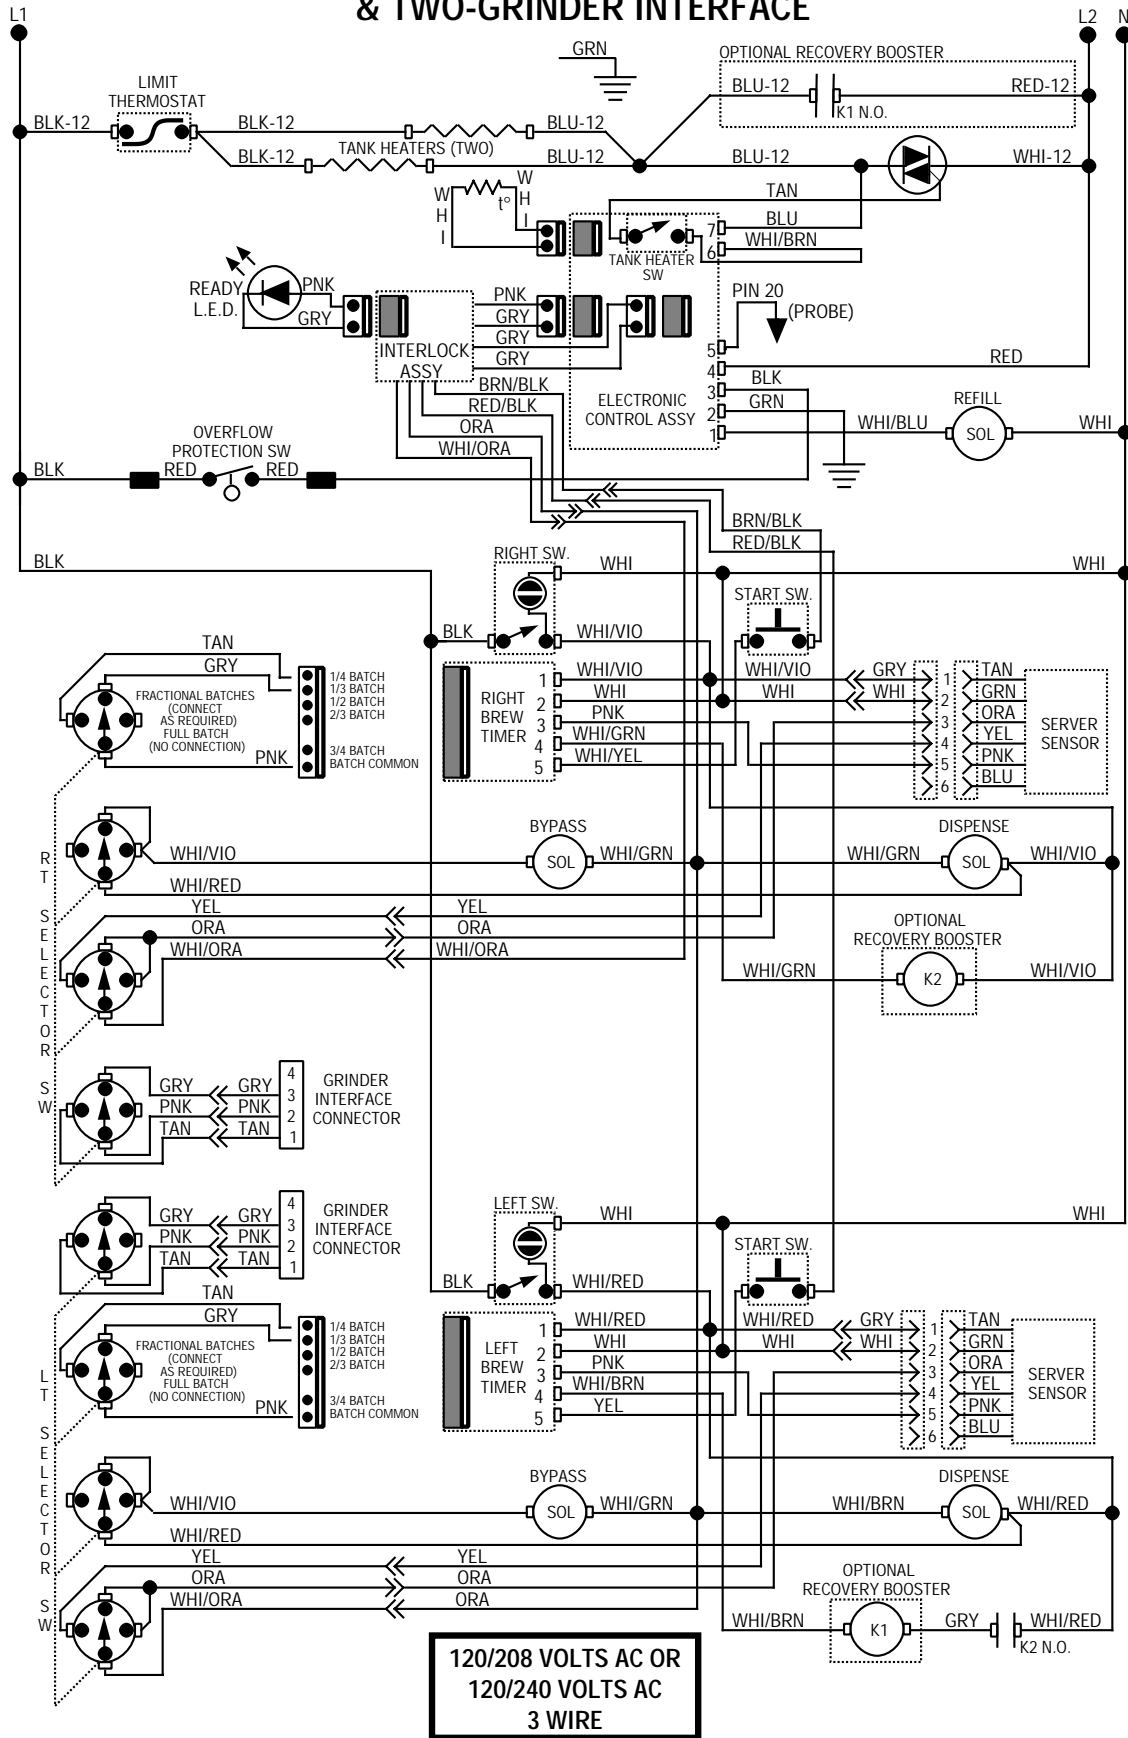 & TWO-GRINDER INTERFACE
L1
L2
N
GRN
OPTIONAL RECOVERY BOOSTER
BLU-12
RED-12
K1 N.O.
LIMIT
THERMOSTAT
BLK-12
BLK-12
BLU-12
BLK-12
TANK HEATERS (TWO)
BLU-12
BLU-12
WHI-12
TAN
W
H
I
t°
W
H
I
7
BLU
6
WHI/BRN
TANK HEATER
SW
READY
L.E.D.
PNK
GRY
PNK
GRY
GRY
GRY
INTERLOCK
ASSY
PIN 20
(PROBE)
5
4
RED
3
BLK
2
GRN
1
WHI/BLU
REFILL
SOL
WHI
ELECTRONIC
CONTROL ASSY
BRN/BLK
RED/BLK
ORA
WHI/ORA
OVERFLOW
PROTECTION SW
BLK
RED
RED
BRN/BLK
RED/BLK
BLK
RIGHT SW.
WHI
WHI
START SW.
BLK
WHI/VIO
TAN
GRY
FRACTIONAL BATCHES
(CONNECT
AS REQUIRED)
FULL BATCH
(NO CONNECTION)
PNK
1/4 BATCH
1/3 BATCH
1/2 BATCH
2/3 BATCH
3/4 BATCH
BATCH COMMON
RIGHT
BREW
TIMER
1
WHI/VIO
WHI/VIO
GRY
1
TAN
2
WHI
WHI
WHI
2
GRN
3
PNK
3
ORA
4
WHI/GRN
4
YEL
5
WHI/YEL
5
PNK
6
BLU
SERVER
SENSOR
BYPASS
DISPENSE
WHI/VIO
SOL
WHI/GRN
WHI/GRN
SOL
WHI/VIO
WHI/RED
YEL
YEL
ORA
ORA
WHI/ORA
WHI/ORA
OPTIONAL
RECOVERY BOOSTER
WHI/GRN
K2
WHI/VIO
R
T
S
E
L
E
C
T
O
R
S
W
GRY
GRY
PNK
PNK
TAN
TAN
4
3
2
1
GRINDER
INTERFACE
CONNECTOR
GRY
GRY
PNK
PNK
TAN
TAN
4
3
2
1
GRINDER
INTERFACE
CONNECTOR
LEFT SW.
WHI
WHI
START SW.
BLK
WHI/RED
TAN
GRY
FRACTIONAL BATCHES
(CONNECT
AS REQUIRED)
FULL BATCH
(NO CONNECTION)
PNK
1/4 BATCH
1/3 BATCH
1/2 BATCH
2/3 BATCH
3/4 BATCH
BATCH COMMON
LEFT
BREW
TIMER
1
WHI/RED
WHI/RED
GRY
1
TAN
2
WHI
WHI
WHI
2
GRN
3
PNK
3
ORA
4
WHI/BRN
4
YEL
5
YEL
5
PNK
6
BLU
SERVER
SENSOR
L
T
S
E
L
E
C
T
O
R
S
W
BYPASS
DISPENSE
WHI/VIO
SOL
WHI/GRN
WHI/BRN
SOL
WHI/RED
WHI/RED
YEL
YEL
ORA
ORA
WHI/ORA
ORA
OPTIONAL
RECOVERY BOOSTER
WHI/BRN
K1
GRY
WHI/RED
K2 N.O.
120/208 VOLTS AC OR
120/240 VOLTS AC
3 WIRE